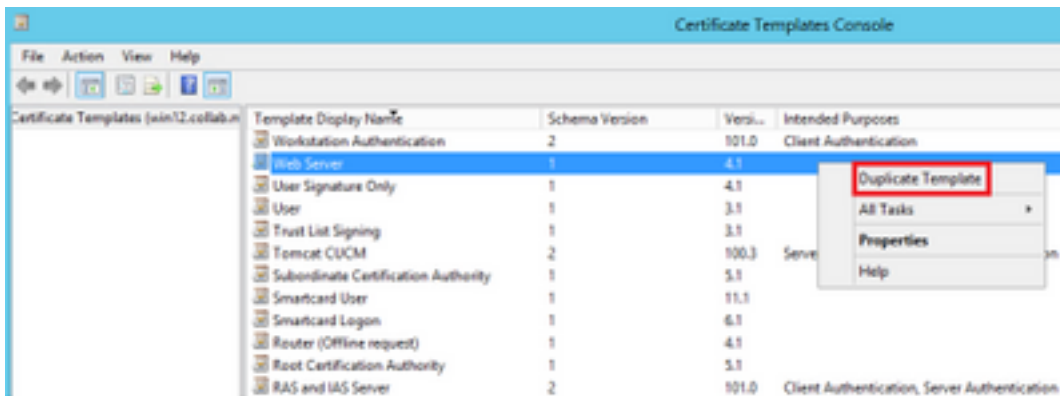 Certificate Templates Console
File Action View Help
Certificate Templates (win12.collab.n
Template Display Name Schema Version Versi... Intended Purposes
Workstation Authentication 2 101.0 Client Authentication
Web Server 1 4.1
User Signature Only 1 4.1
User 1 3.1
Trust List Signing 1 3.1
Tomcat CUCM 2 100.3 Serve on
Subordinate Certification Authority 1 5.1
Smartcard User 1 11.1
Smartcard Logon 1 6.1
Router (Offline request) 1 4.1
Root Certification Authority 1 5.1
RAS and IAS Server 2 101.0 Client Authentication, Server Authentication
Duplicate Template
All Tasks
Properties
Help